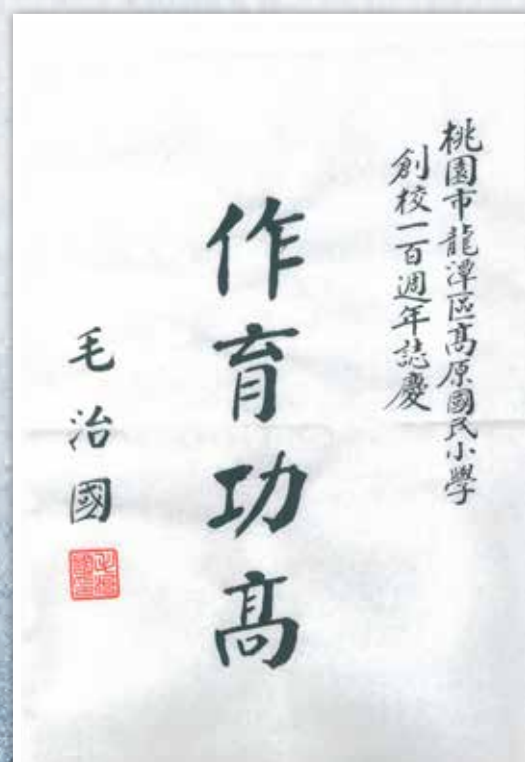 桃園市龍潭區高原國民小學
創校一百週年誌慶
作育功高
毛治國